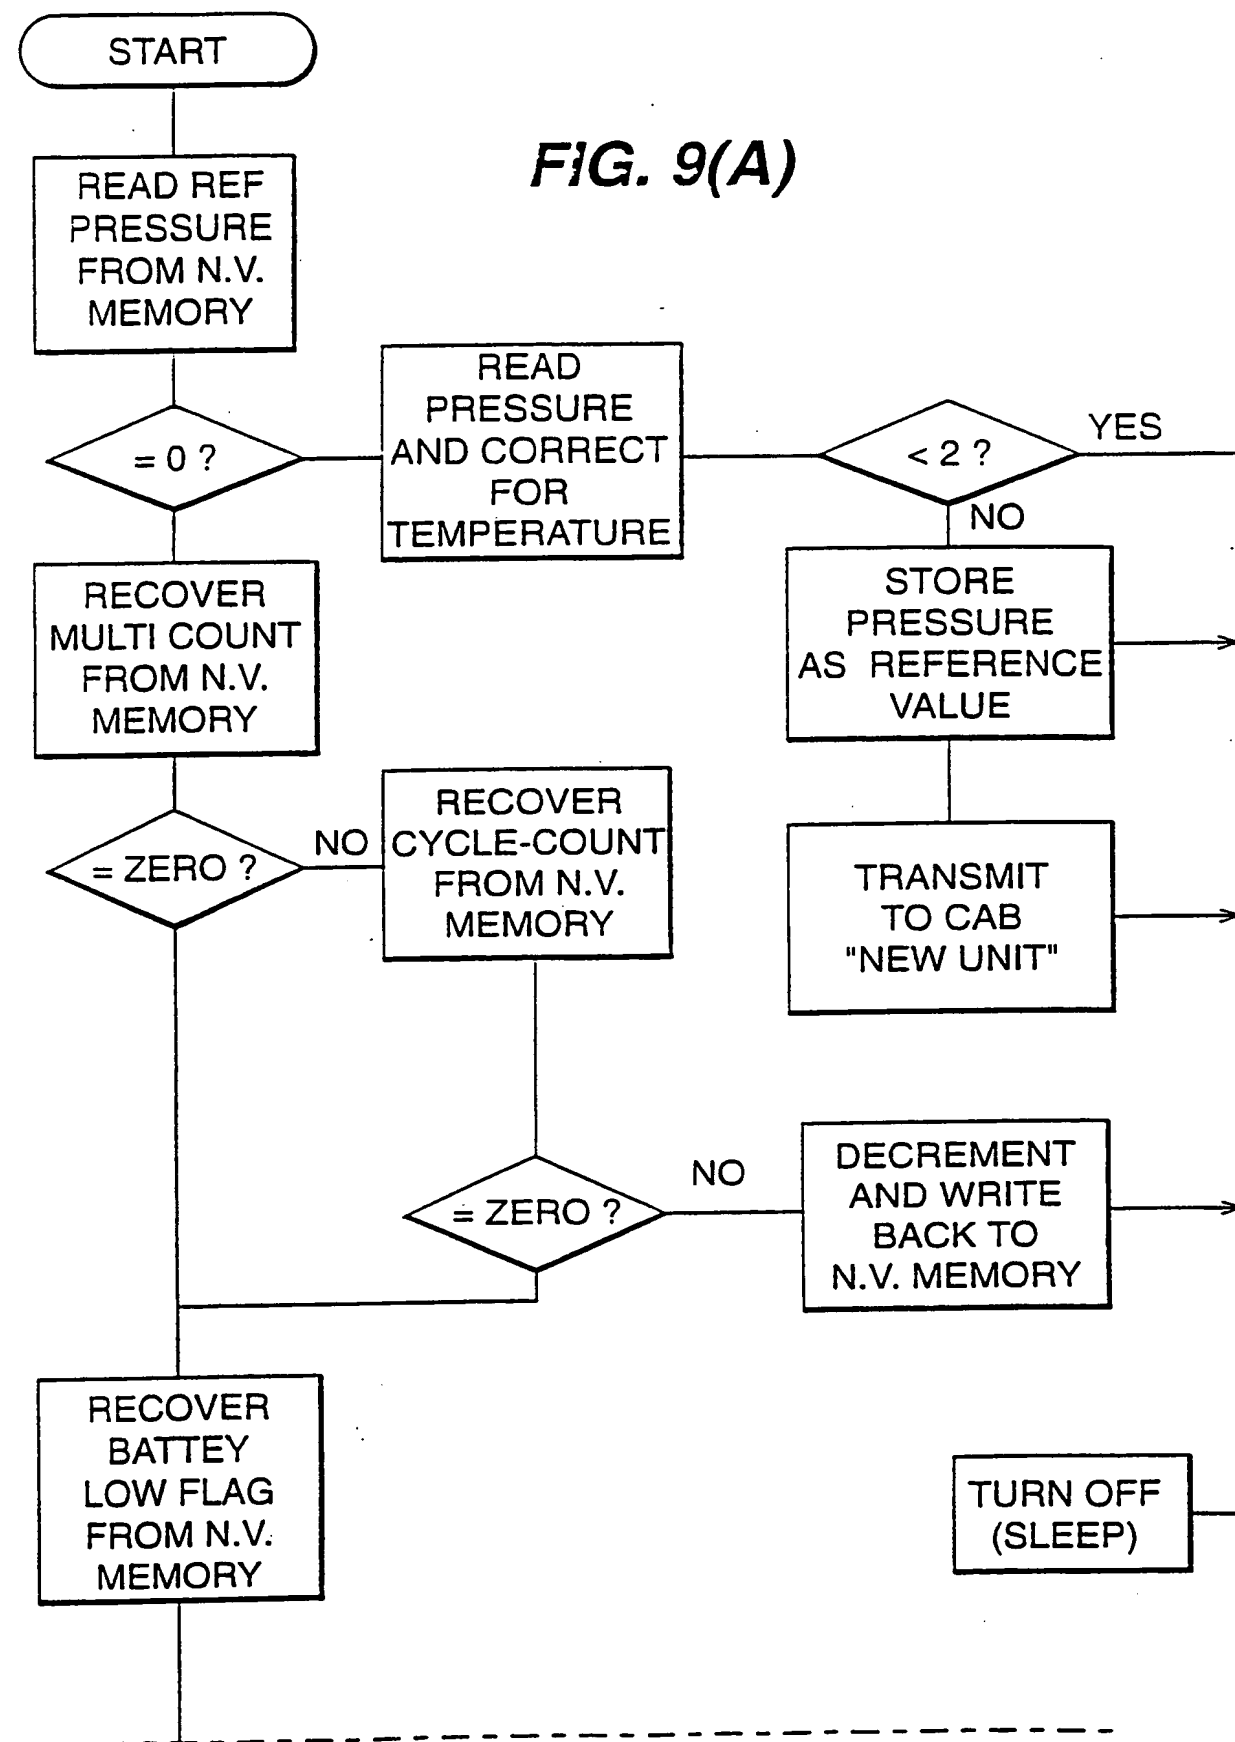 START
FIG. 9(A)
READ REF
PRESSURE
FROM N.V.
MEMORY
= 0 ?
READ
PRESSURE
AND CORRECT
FOR
TEMPERATURE
< 2 ?
YES
NO
STORE
PRESSURE
AS REFERENCE
VALUE
RECOVER
MULTI COUNT
FROM N.V.
MEMORY
= ZERO ?
NO
RECOVER
CYCLE-COUNT
FROM N.V.
MEMORY
TRANSMIT
TO CAB
"NEW UNIT"
= ZERO ?
NO
DECREMENT
AND WRITE
BACK TO
N.V. MEMORY
RECOVER
BATTEY
LOW FLAG
FROM N.V.
MEMORY
TURN OFF
(SLEEP)